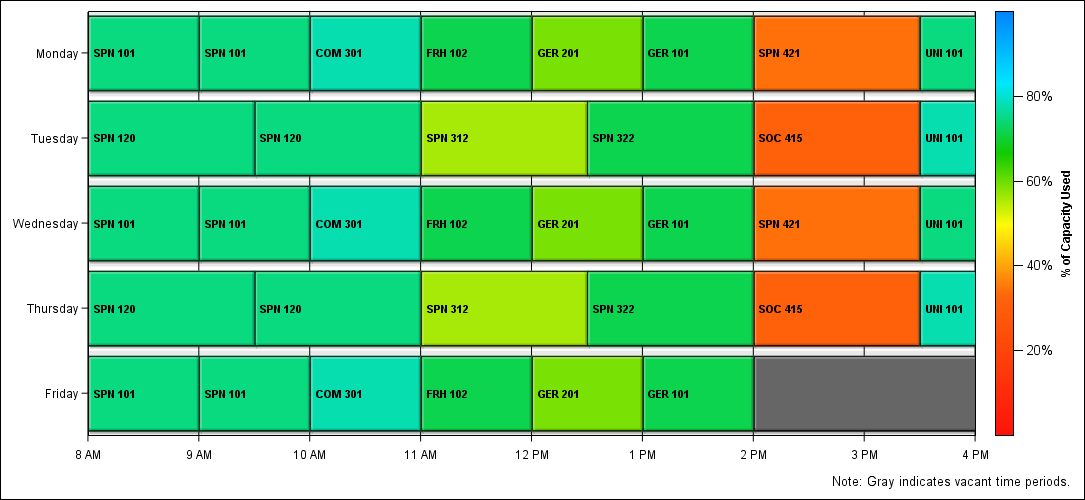 Monday SPN 101 SPN 101 COM 301 FRH 102 GER 201 GER 101 SPN 421 UNI 101
80%
Tuesday SPN 120 SPN 120 SPN 312 SPN 322 SOC 415 UNI 101
60%
Wednesday SPN 101 SPN 101 COM 301 FRH 102 GER 201 GER 101 SPN 421 UNI 101
% of Capacity Used
40%
Thursday SPN 120 SPN 120 SPN 312 SPN 322 SOC 415 UNI 101
20%
Friday SPN 101 SPN 101 COM 301 FRH 102 GER 201 GER 101
8 AM 9 AM 10 AM 11 AM 12 PM 1 PM 2 PM 3 PM 4 PM
Note: Gray indicates vacant time periods.